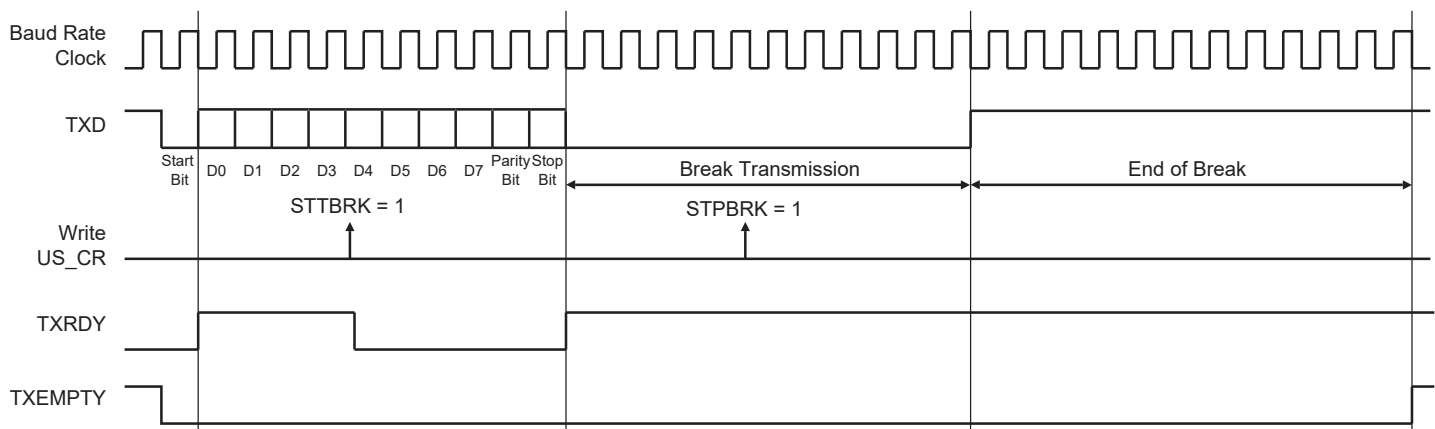 Baud Rate
Clock
TXD
Start
Bit
D0 D1 D2 D3 D4 D5 D6 D7
Parity
Bit
Stop
Bit
Break Transmission
End of Break
STTBRK = 1
STPBRK = 1
Write
US_CR
TXRDY
TXEMPTY